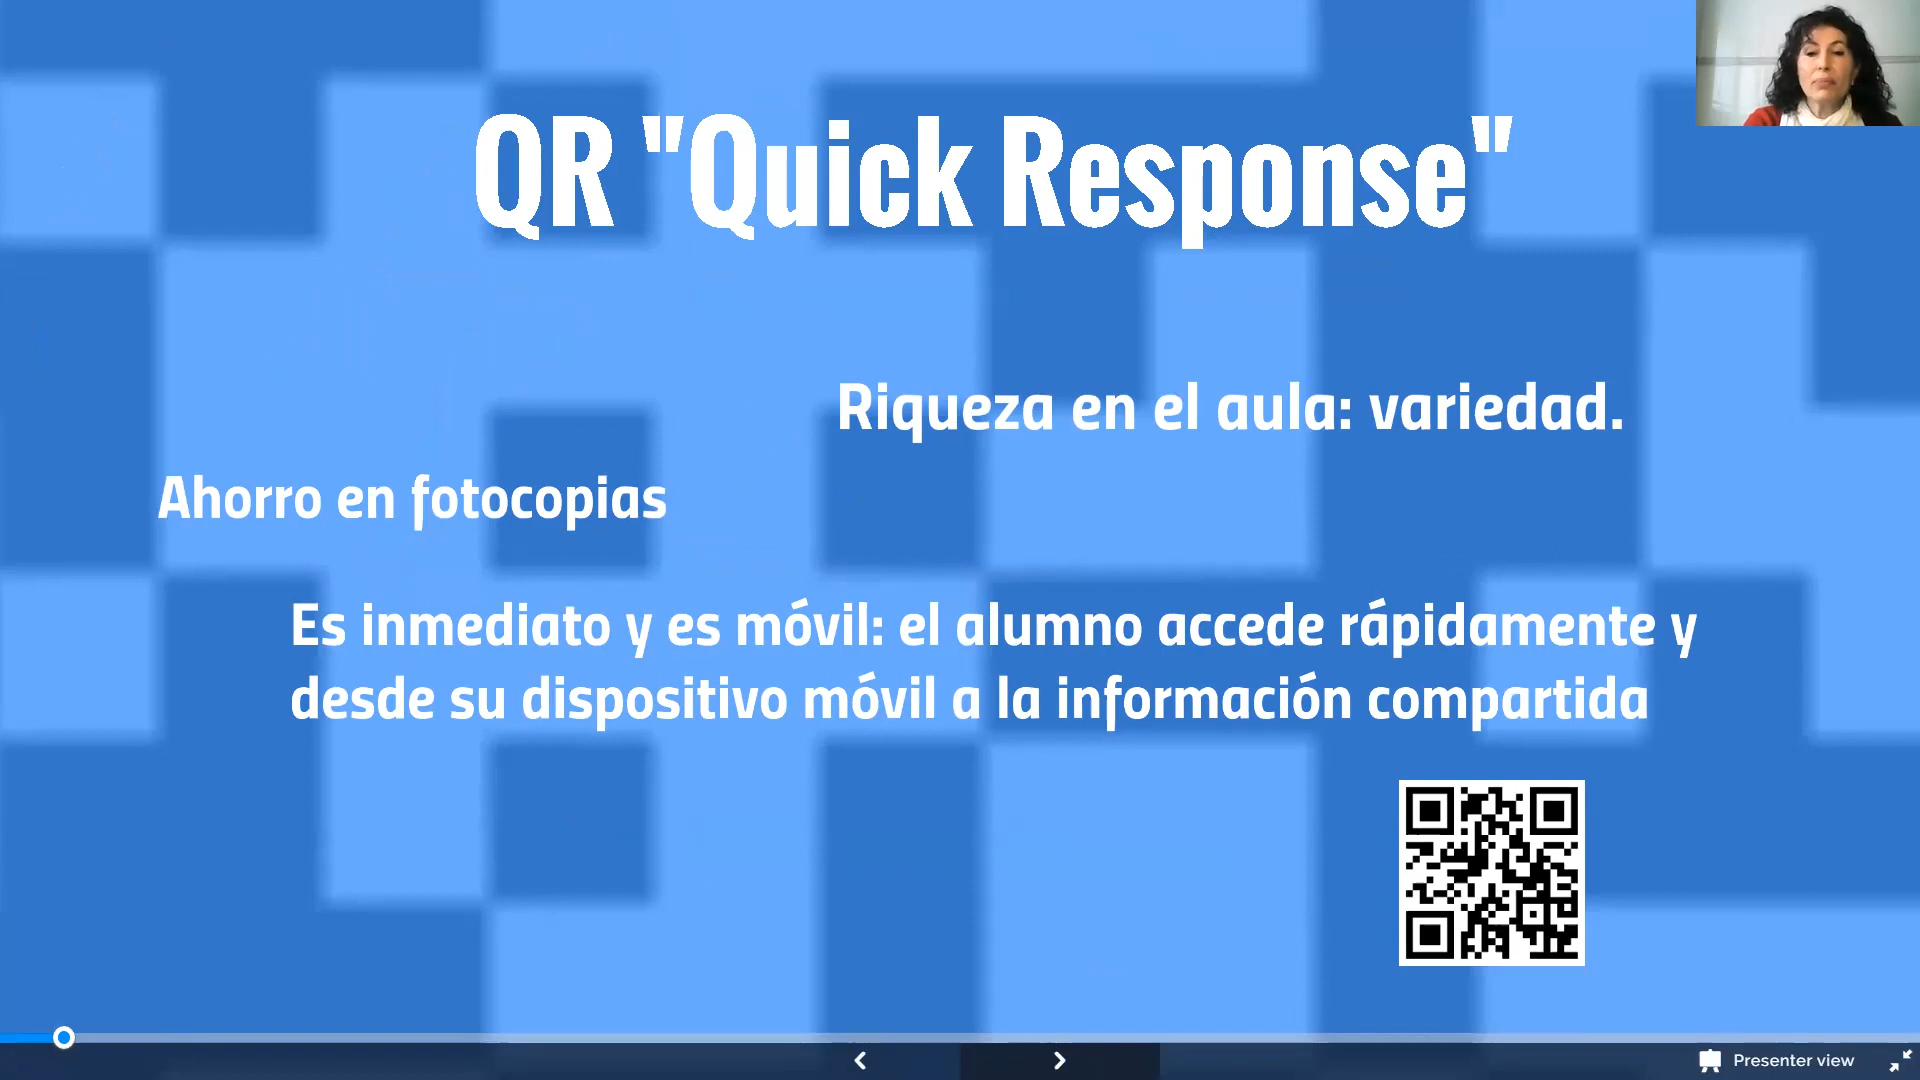 QR "Quick Response"
Riqueza en el aula: variedad.
Ahorro en fotocopias
Es inmediato y es móvil: el alumno accede rápidamente y
desde su dispositivo móvil a la información compartida
Presenter view